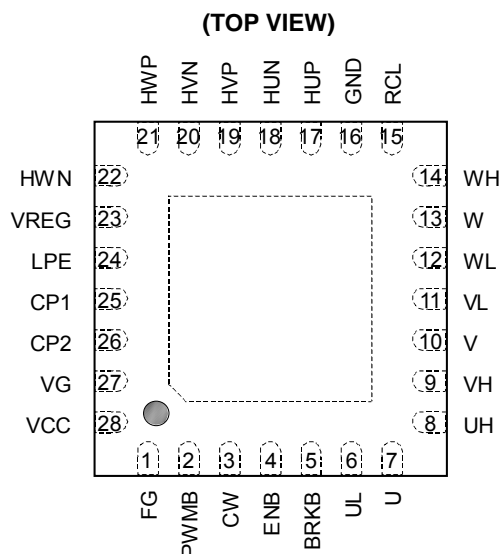 (TOP VIEW)
HWP HVN HVP HUN HUP GND RCL
21 20 19 18 17 16 15
HWN 22 14 WH
VREG 23 13 W
LPE 24 12 WL
CP1 25 11 VL
CP2 26 10 V
VG 27 9 VH
VCC 28 8 UH
1 2 3 4 5 6 7
FG PWMB CW ENB BRKB UL U